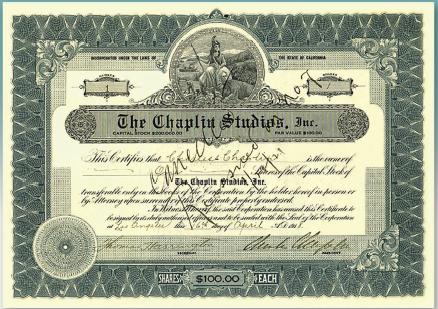 INCORPORATED UNDER THE LAWS OF THE STATE OF CALIFORNIA
NUMBER
1
The Chaplin Studios, Inc.
CAPITAL STOCK $200,000.00 PAR VALUE $100.00
This Certifies that Charles Chaplin is the owner of
Shares of the Capital Stock of
The Chaplin Studios, Inc.
transferable only on the books of the Corporation by the holder hereof in person or
by Attorney upon surrender of this Certificate properly endorsed.
In Witness Whereof, the said Corporation has caused this Certificate to
be signed by its duly authorized officers and to be sealed with the Seal of the Corporation
at Los Angeles this 16th day of April A.D. 1918.
SECRETARY PRESIDENT
SHARES $100.00 EACH